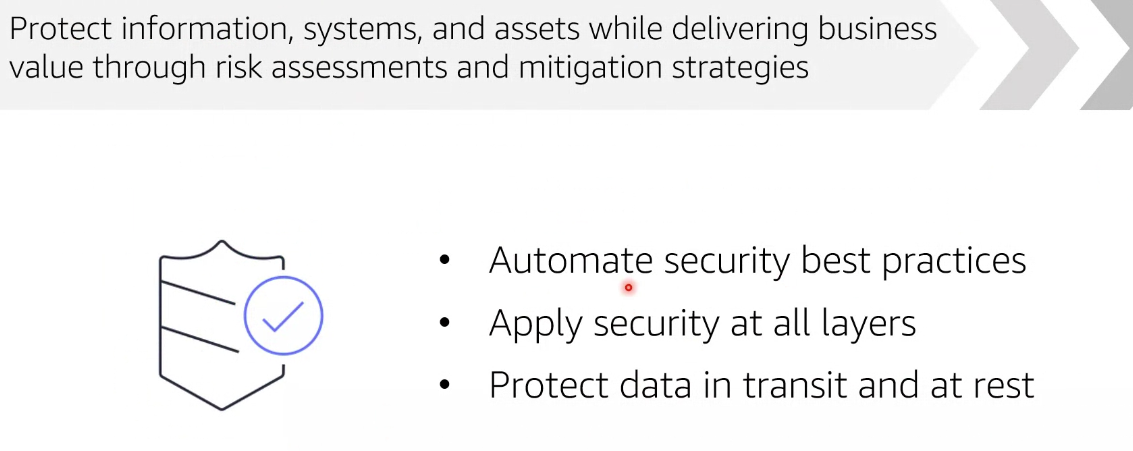 Protect information, systems, and assets while delivering business
value through risk assessments and mitigation strategies
• Automate security best practices
• Apply security at all layers
• Protect data in transit and at rest